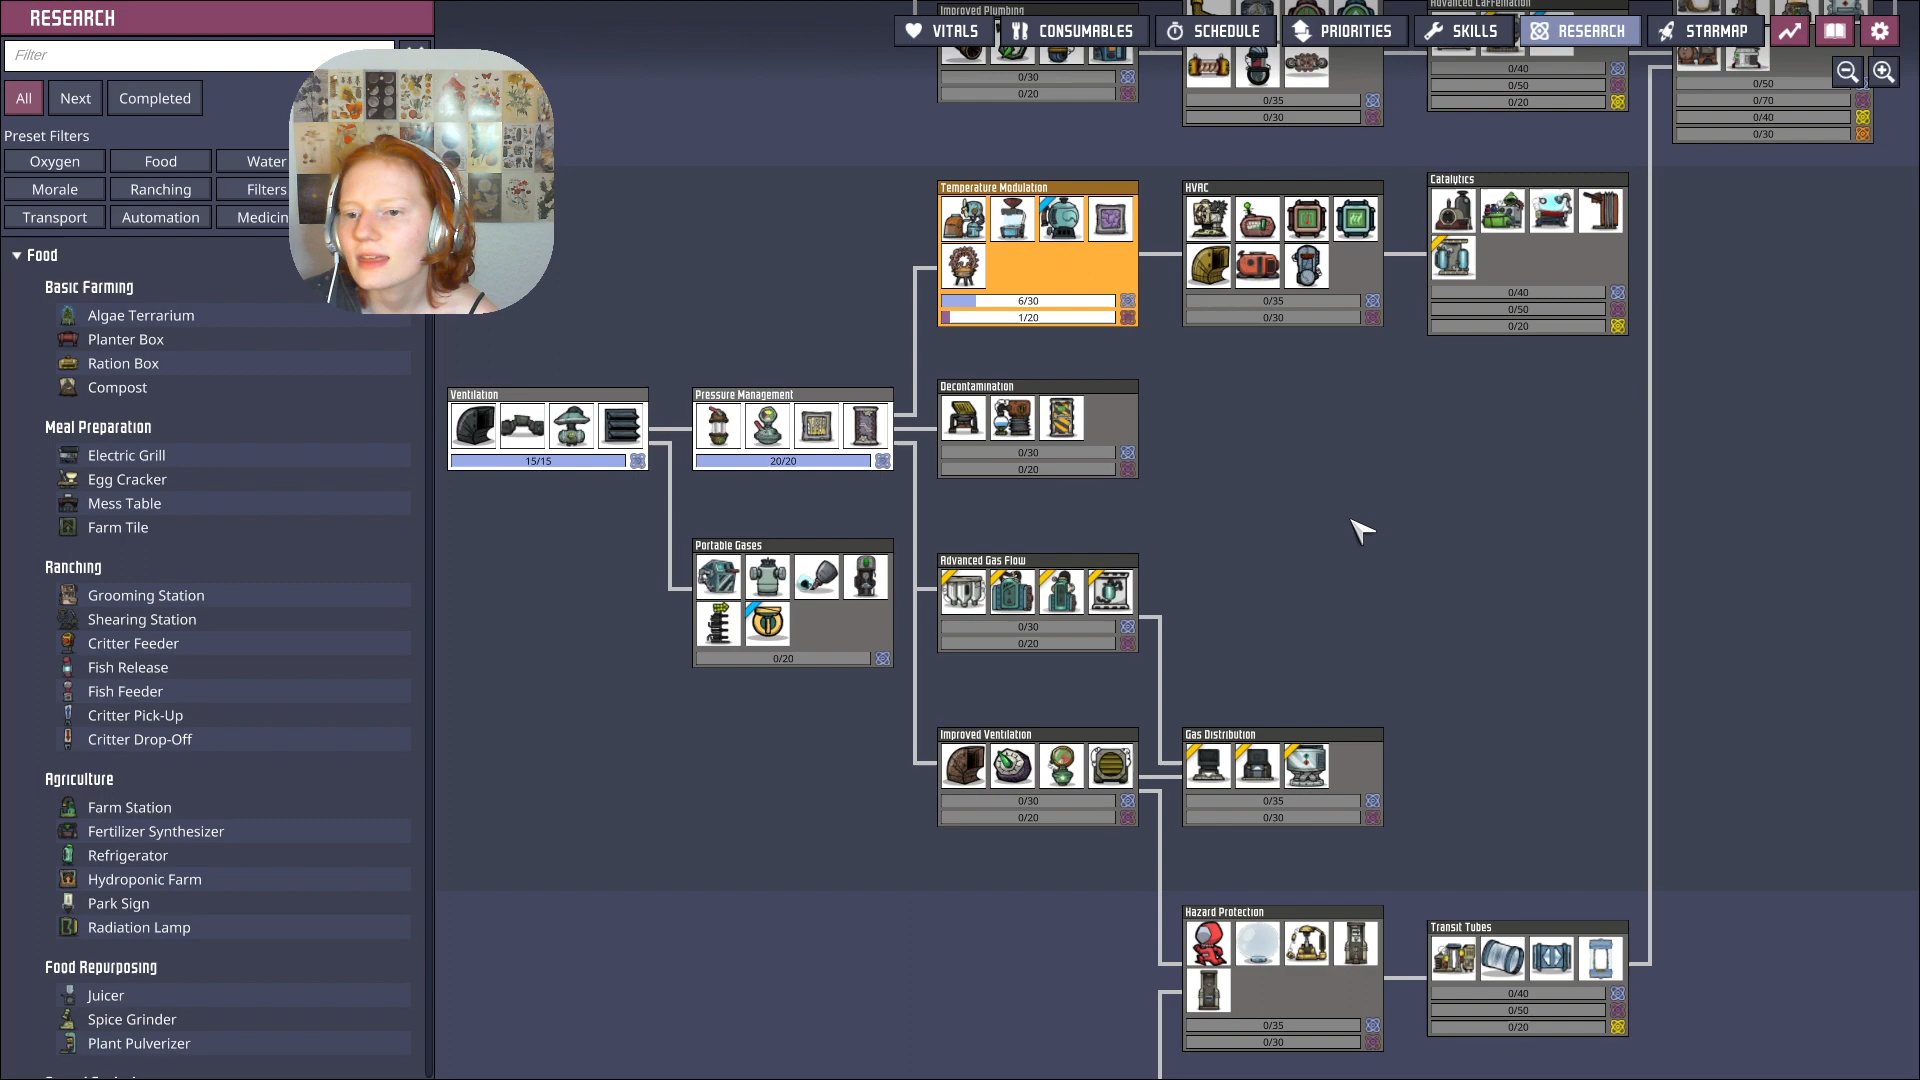 RESEARCH
VITALS
CONSUMABLES
SCHEDULE
PRIORITIES
SKILLS
RESEARCH
STARMAP
Filter
All
Next
Completed
Preset Filters
Oxygen
Food
Water
Morale
Ranching
Filters
Transport
Automation
Medicin
Food
Basic Farming
Algae Terrarium
Planter Box
Ration Box
Compost
Meal Preparation
Electric Grill
Egg Cracker
Mess Table
Farm Tile
Ranching
Grooming Station
Shearing Station
Critter Feeder
Fish Release
Fish Feeder
Critter Pick-Up
Critter Drop-Off
Agriculture
Farm Station
Fertilizer Synthesizer
Refrigerator
Hydroponic Farm
Park Sign
Radiation Lamp
Food Repurposing
Juicer
Spice Grinder
Plant Pulverizer
Improved Plumbing
0/30
0/20
0/35
0/30
Advanced Caffeination
0/40
0/50
0/20
0/50
0/70
0/40
0/30
Temperature Modulation
6/30
1/20
HVAC
0/35
0/30
Catalytics
0/40
0/50
0/20
Ventilation
15/15
Pressure Management
20/20
Decontamination
0/30
0/20
Portable Gases
0/20
Advanced Gas Flow
0/30
0/20
Improved Ventilation
0/30
0/20
Gas Distribution
0/35
0/30
Hazard Protection
0/35
0/30
Transit Tubes
0/40
0/50
0/20